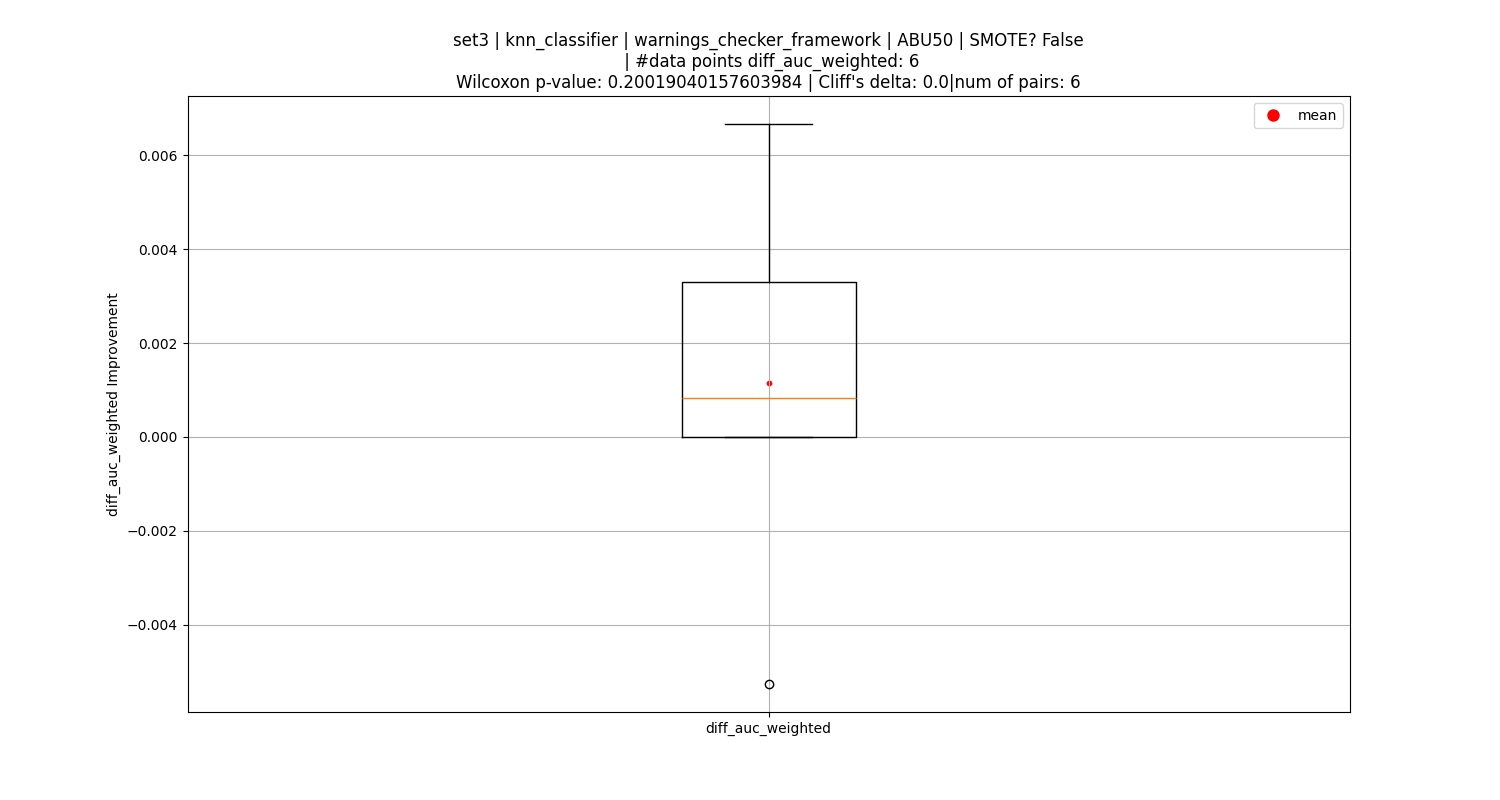 set3 | knn_classifier | warnings_checker_framework | ABU50 | SMOTE? False
| #data points diff_auc_weighted: 6
Wilcoxon p-value: 0.20019040157603984 | Cliff's delta: 0.0|num of pairs: 6
mean
0.006
0.004
0.002
0.000
−0.002
−0.004
diff_auc_weighted Improvement
diff_auc_weighted